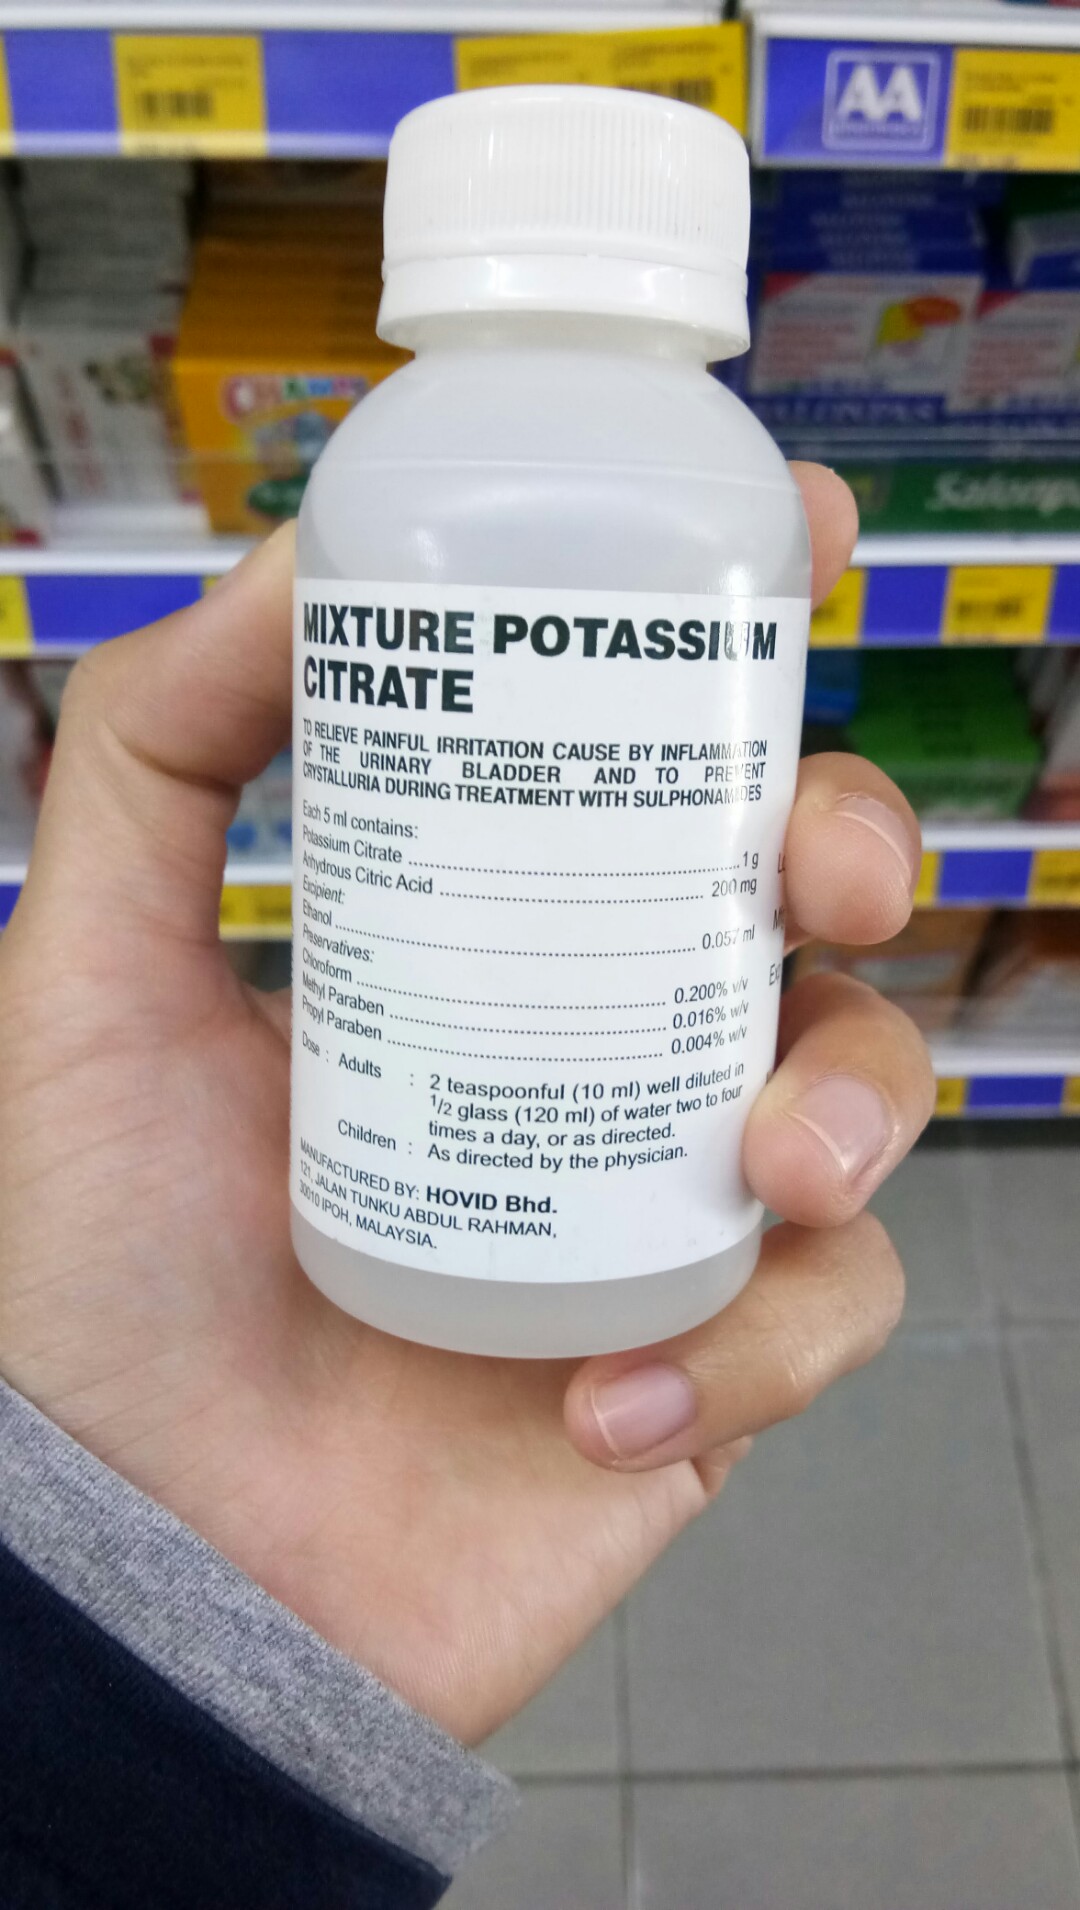 AA
Salonpa
MIXTURE POTASSIUM
CITRATE
TO RELIEVE PAINFUL IRRITATION CAUSE BY INFLAMMATION
OF THE URINARY BLADDER AND TO PREVENT
CRYSTALLURIA DURING TREATMENT WITH SULPHONAMIDES
Each 5 ml contains:
Potassium Citrate ........................................ 1 g
Anhydrous Citric Acid ........................................ 200 mg
Excipient:
Ethanol ........................................ 0.057 ml
Preservatives:
Chloroform ........................................ 0.200% v/v
Methyl Paraben ........................................ 0.016% w/v
Propyl Paraben ........................................ 0.004% w/v
Dose : Adults : 2 teaspoonful (10 ml) well diluted in
1/2 glass (120 ml) of water two to four
times a day, or as directed.
Children : As directed by the physician.
MANUFACTURED BY: HOVID Bhd.
121, JALAN TUNKU ABDUL RAHMAN,
30010 IPOH, MALAYSIA.